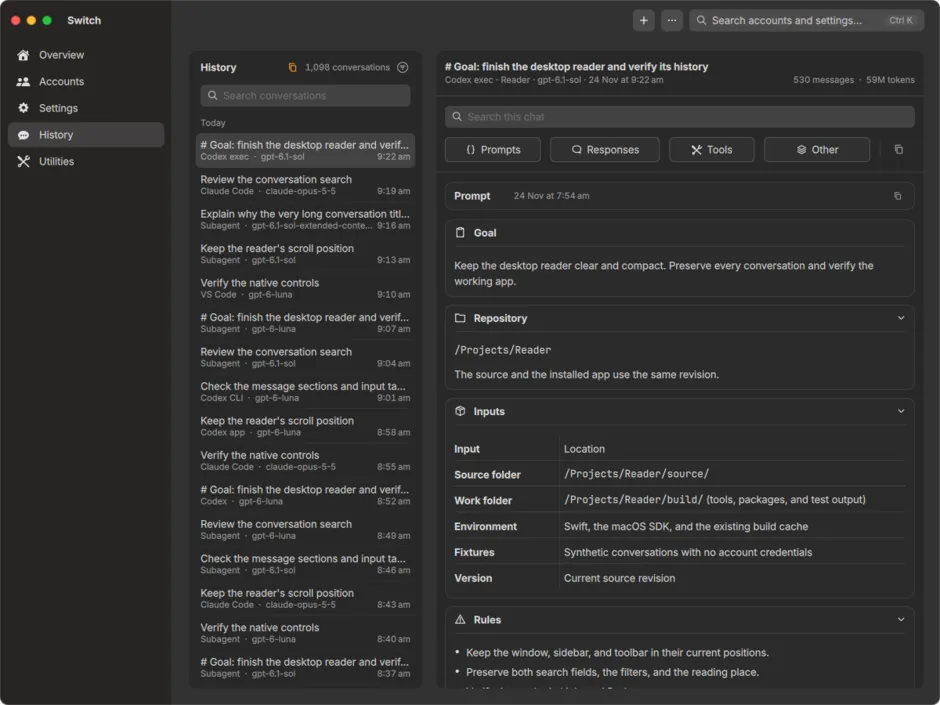 Switch
+
...
Search accounts and settings...
Ctrl K
Overview
Accounts
Settings
History
Utilities
History
1,098 conversations
Search conversations
Today
# Goal: finish the desktop reader and verif...
Codex exec · gpt-6.1-sol 9:22 am
Review the conversation search
Claude Code · claude-opus-5-5 9:19 am
Explain why the very long conversation titl...
Subagent · gpt-6.1-sol-extended-conte... 9:16 am
Keep the reader's scroll position
Subagent · gpt-6.1-sol 9:13 am
Verify the native controls
VS Code · gpt-6-luna 9:10 am
# Goal: finish the desktop reader and verif...
Subagent · gpt-6-luna 9:07 am
Review the conversation search
Subagent · gpt-6.1-sol 9:04 am
Check the message sections and input ta...
Codex CLI · gpt-6-luna 9:01 am
Keep the reader's scroll position
Codex app · gpt-6-luna 8:58 am
Verify the native controls
Claude Code · claude-opus-5-5 8:55 am
# Goal: finish the desktop reader and verif...
Codex · gpt-6-luna 8:52 am
Review the conversation search
Subagent · gpt-6-luna 8:49 am
Check the message sections and input ta...
Subagent · gpt-6.1-sol 8:46 am
Keep the reader's scroll position
Claude Code · claude-opus-5-5 8:43 am
Verify the native controls
Subagent · gpt-6-luna 8:40 am
# Goal: finish the desktop reader and verif...
Subagent · gpt-6.1-sol 8:37 am
# Goal: finish the desktop reader and verify its history
Codex exec · Reader · gpt-6.1-sol · 24 Nov at 9:22 am 530 messages · 59M tokens
Search this chat
{} Prompts
Responses
Tools
Other
Prompt 24 Nov at 7:54 am
Goal
Keep the desktop reader clear and compact. Preserve every conversation and verify the
working app.
Repository
/Projects/Reader
The source and the installed app use the same revision.
Inputs
Input Location
Source folder /Projects/Reader/source/
Work folder /Projects/Reader/build/ (tools, packages, and test output)
Environment Swift, the macOS SDK, and the existing build cache
Fixtures Synthetic conversations with no account credentials
Version Current source revision
Rules
• Keep the window, sidebar, and toolbar in their current positions.
• Preserve both search fields, the filters, and the reading place.